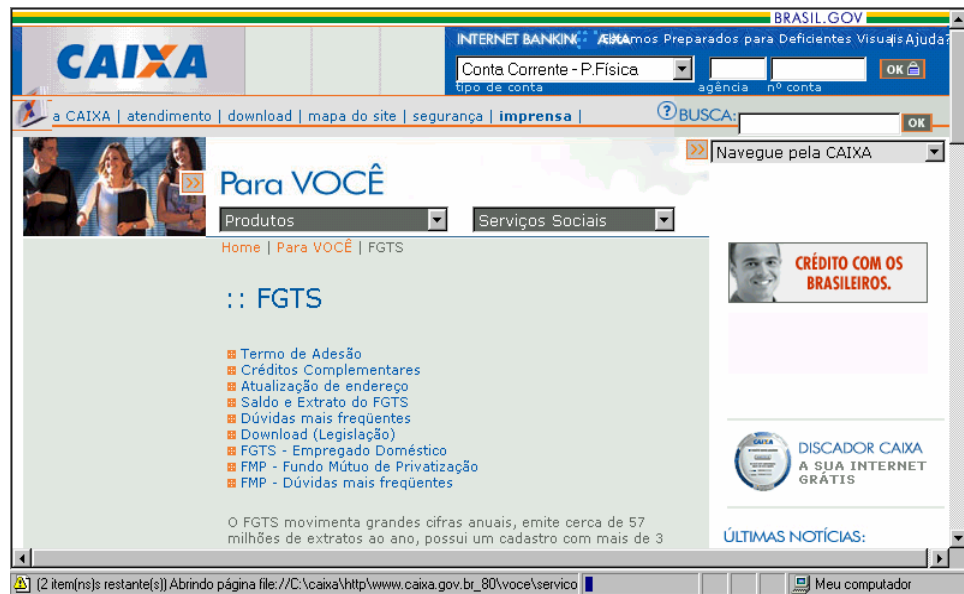 BRASIL.GOV
CAIXA
INTERNET BANKING CAIXA Estamos Preparados para Deficientes Visuais Ajuda?
Conta Corrente - P.Física
OK
tipo de conta agência nº conta
a CAIXA | atendimento | download | mapa do site | segurança | imprensa |
? BUSCA: OK
Navegue pela CAIXA
Para VOCÊ
Produtos Serviços Sociais
Home | Para VOCÊ | FGTS
:: FGTS
CRÉDITO COM OS
BRASILEIROS.
Termo de Adesão
Créditos Complementares
Atualização de endereço
Saldo e Extrato do FGTS
Dúvidas mais freqüentes
Download (Legislação)
FGTS - Empregado Doméstico
FMP - Fundo Mútuo de Privatização
FMP - Dúvidas mais freqüentes
CAIXA
DISCADOR CAIXA
A SUA INTERNET
GRÁTIS
O FGTS movimenta grandes cifras anuais, emite cerca de 57
milhões de extratos ao ano, possui um cadastro com mais de 3
ÚLTIMAS NOTÍCIAS:
(2 item(ns)s restante(s)) Abrindo página file://C:\caixa\http\www.caixa.gov.br_80\voce\servico
Meu computador